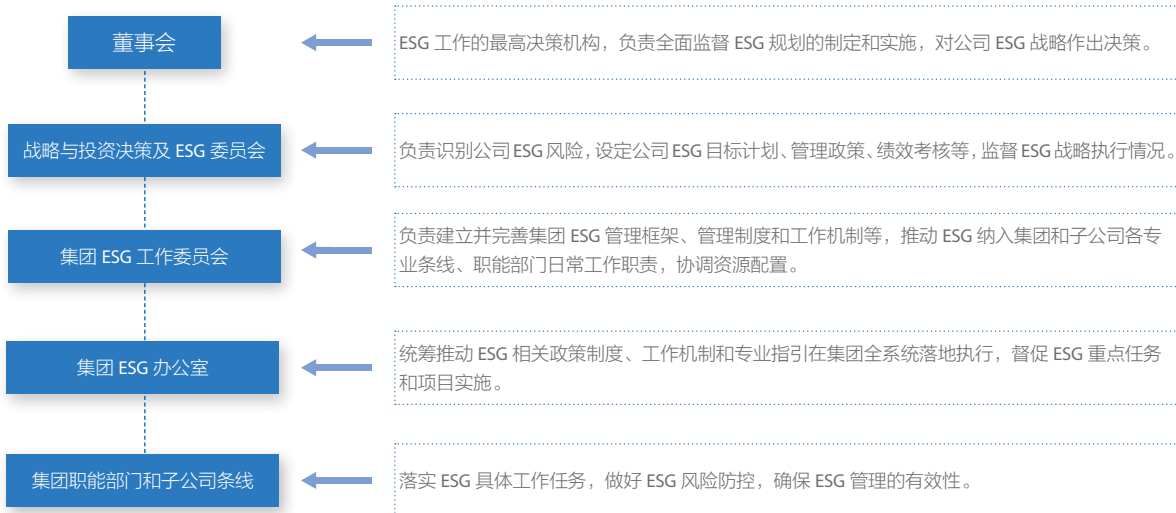 董事会
ESG 工作的最高决策机构，负责全面监督 ESG 规划的制定和实施，对公司 ESG 战略作出决策。
战略与投资决策及 ESG 委员会
负责识别公司 ESG 风险，设定公司 ESG 目标计划、管理政策、绩效考核等，监督 ESG 战略执行情况。
集团 ESG 工作委员会
负责建立并完善集团 ESG 管理框架、管理制度和工作机制等，推动 ESG 纳入集团和子公司各专
业条线、职能部门日常工作职责，协调资源配置。
集团 ESG 办公室
统筹推动 ESG 相关政策制度、工作机制和专业指引在集团全系统落地执行，督促 ESG 重点任务
和项目实施。
集团职能部门和子公司条线
落实 ESG 具体工作任务，做好 ESG 风险防控，确保 ESG 管理的有效性。